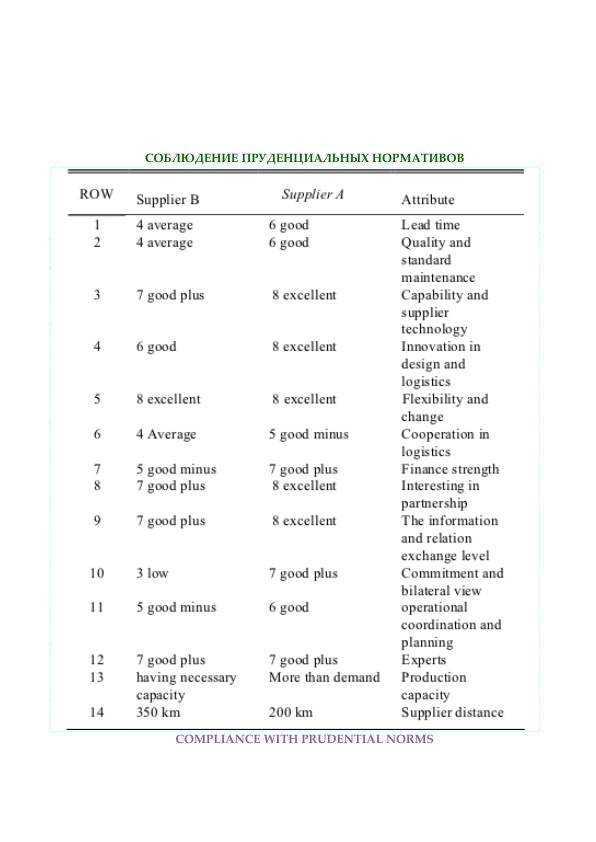 СОБЛЮДЕНИЕ ПРУДЕНЦИАЛЬНЫХ НОРМАТИВОВ
ROW Supplier B Supplier A Attribute
1 4 average 6 good Lead time
2 4 average 6 good Quality and
standard
maintenance
3 7 good plus 8 excellent Capability and
supplier
technology
4 6 good 8 excellent Innovation in
design and
logistics
5 8 excellent 8 excellent Flexibility and
change
6 4 Average 5 good minus Cooperation in
logistics
7 5 good minus 7 good plus Finance strength
8 7 good plus 8 excellent Interesting in
partnership
9 7 good plus 8 excellent The information
and relation
exchange level
10 3 low 7 good plus Commitment and
bilateral view
11 5 good minus 6 good operational
coordination and
planning
12 7 good plus 7 good plus Experts
13 having necessary More than demand Production
capacity capacity
14 350 km 200 km Supplier distance
COMPLIANCE WITH PRUDENTIAL NORMS